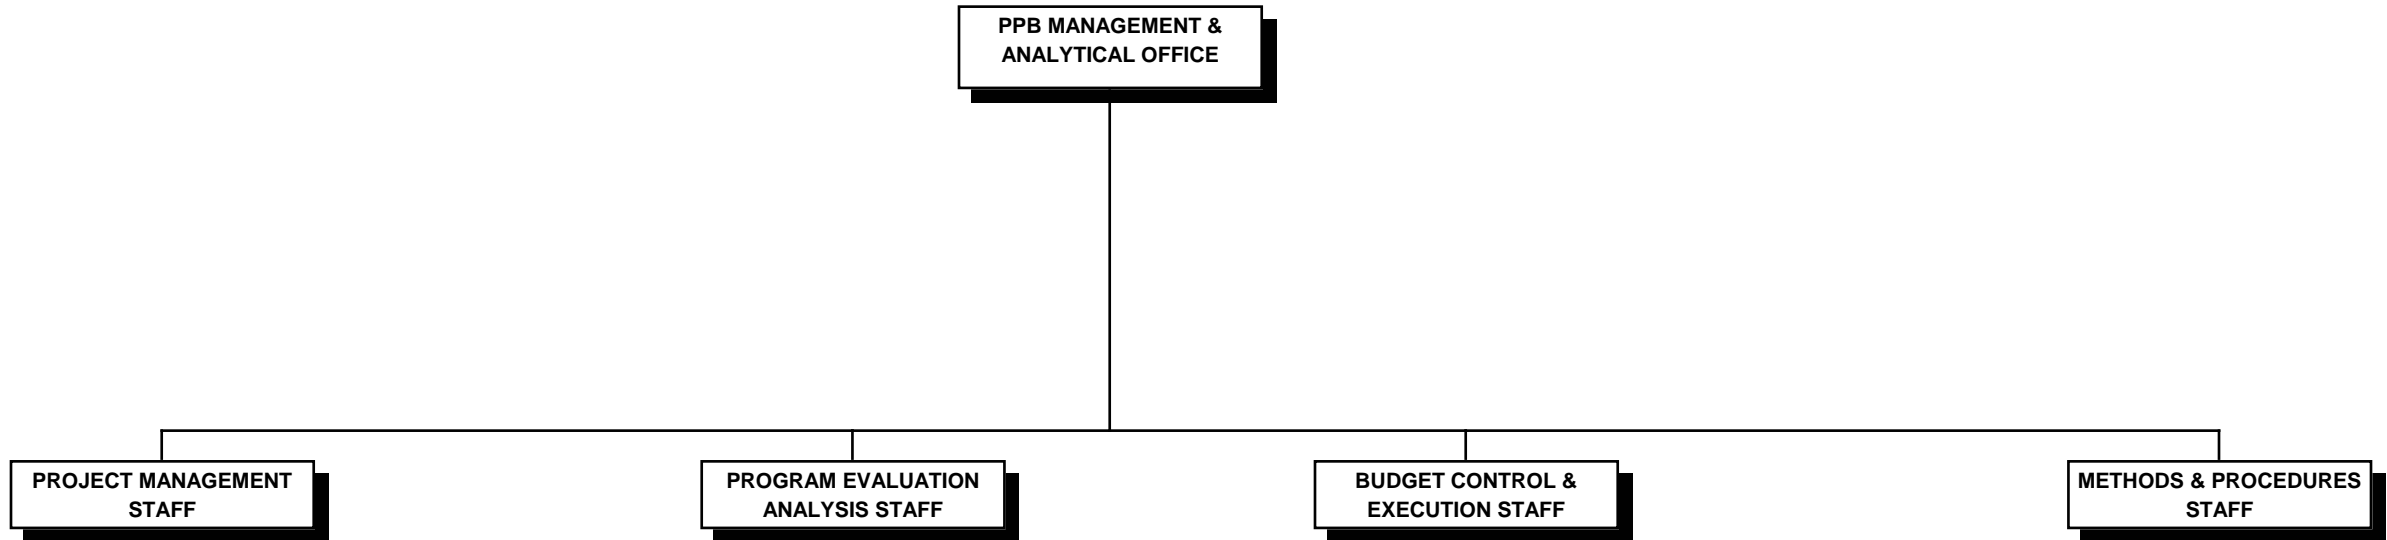 PPB MANAGEMENT &
ANALYTICAL OFFICE
PROJECT MANAGEMENT
STAFF
PROGRAM EVALUATION
ANALYSIS STAFF
BUDGET CONTROL &
EXECUTION STAFF
METHODS & PROCEDURES
STAFF